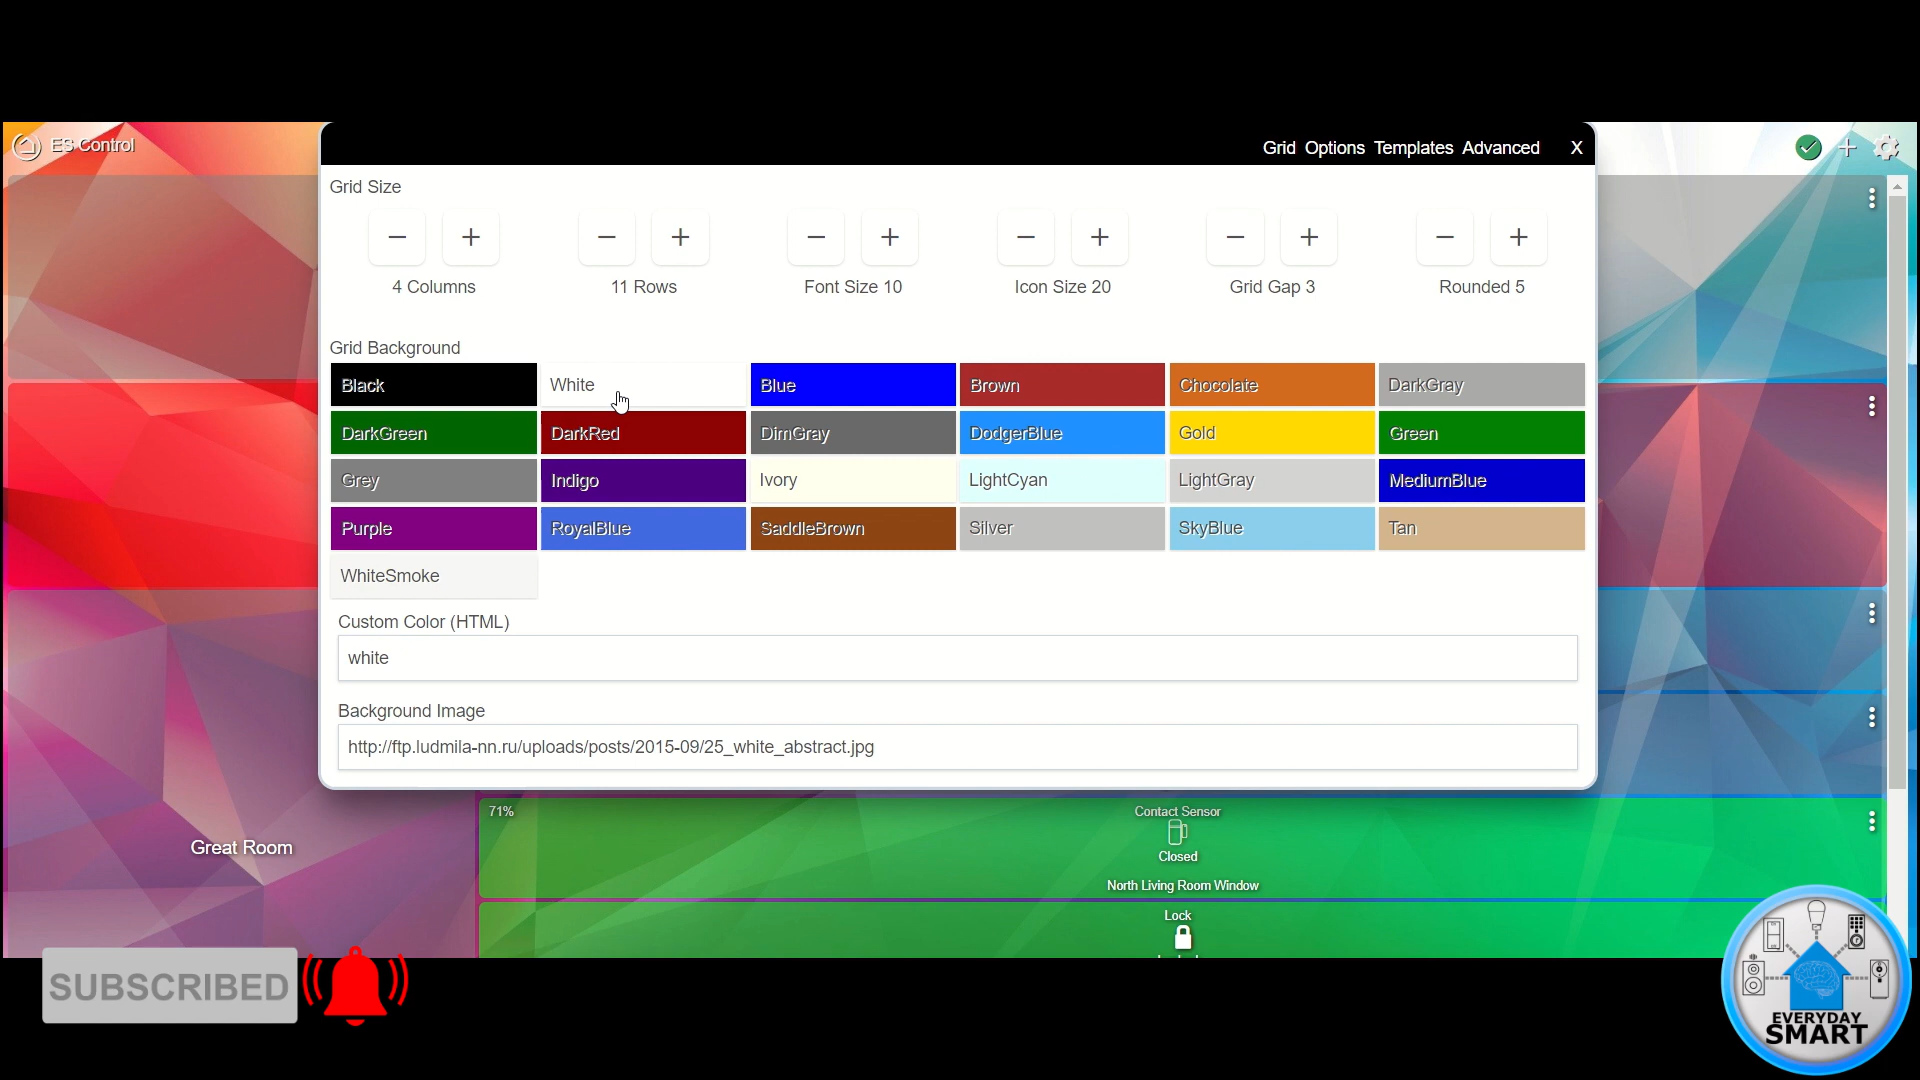 ES Control
Grid Options Templates Advanced X
Grid Size
4 Columns 11 Rows Font Size 10 Icon Size 20 Grid Gap 3 Rounded 5
Grid Background
Black White Blue Brown Chocolate DarkGray
DarkGreen DarkRed DimGray DodgerBlue Gold Green
Grey Indigo Ivory LightCyan LightGray MediumBlue
Purple RoyalBlue SaddleBrown Silver SkyBlue Tan
WhiteSmoke
Custom Color (HTML)
white
Background Image
http://ftp.ludmila-nn.ru/uploads/posts/2015-09/25_white_abstract.jpg
71% Contact Sensor
Closed
Great Room
North Living Room Window
Lock
SUBSCRIBED
EVERYDAY
SMART